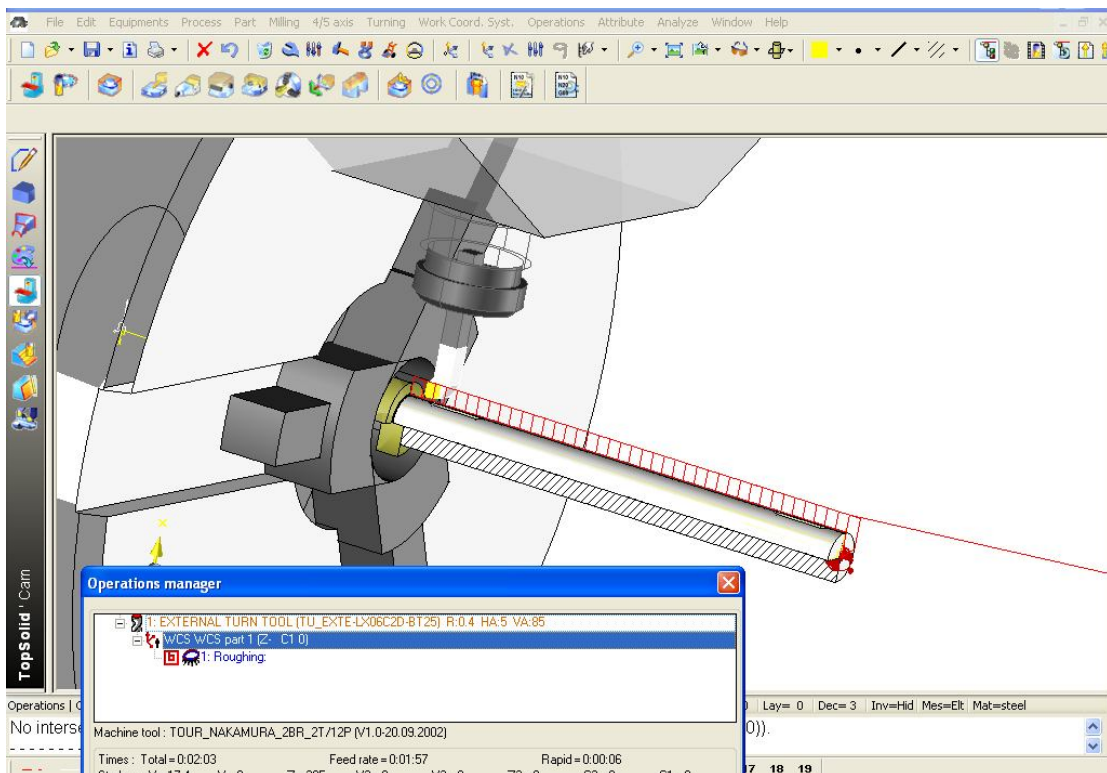 File Edit Equipments Process Part Milling 4/5 axis Turning Work Coord. Syst. Operations Attribute Analyze Window Help
TopSolid'Cam
Operations manager
1: EXTERNAL TURN TOOL (TU_EXTE-LX06C2D-BT25) R:0.4 HA:5 VA:85
WCS WCS part 1 (Z- C1 0)
1: Roughing:
Operations |
Lay= 0 Dec= 3 Inv=Hid Mes=Elt Mat=steel
No interse
0)).
Machine tool : TOUR_NAKAMURA_2BR_2T/12P (V1.0-20.09.2002)
Times : Total = 0:02:03 Feed rate = 0:01:57 Rapid = 0:00:06
17 18 19